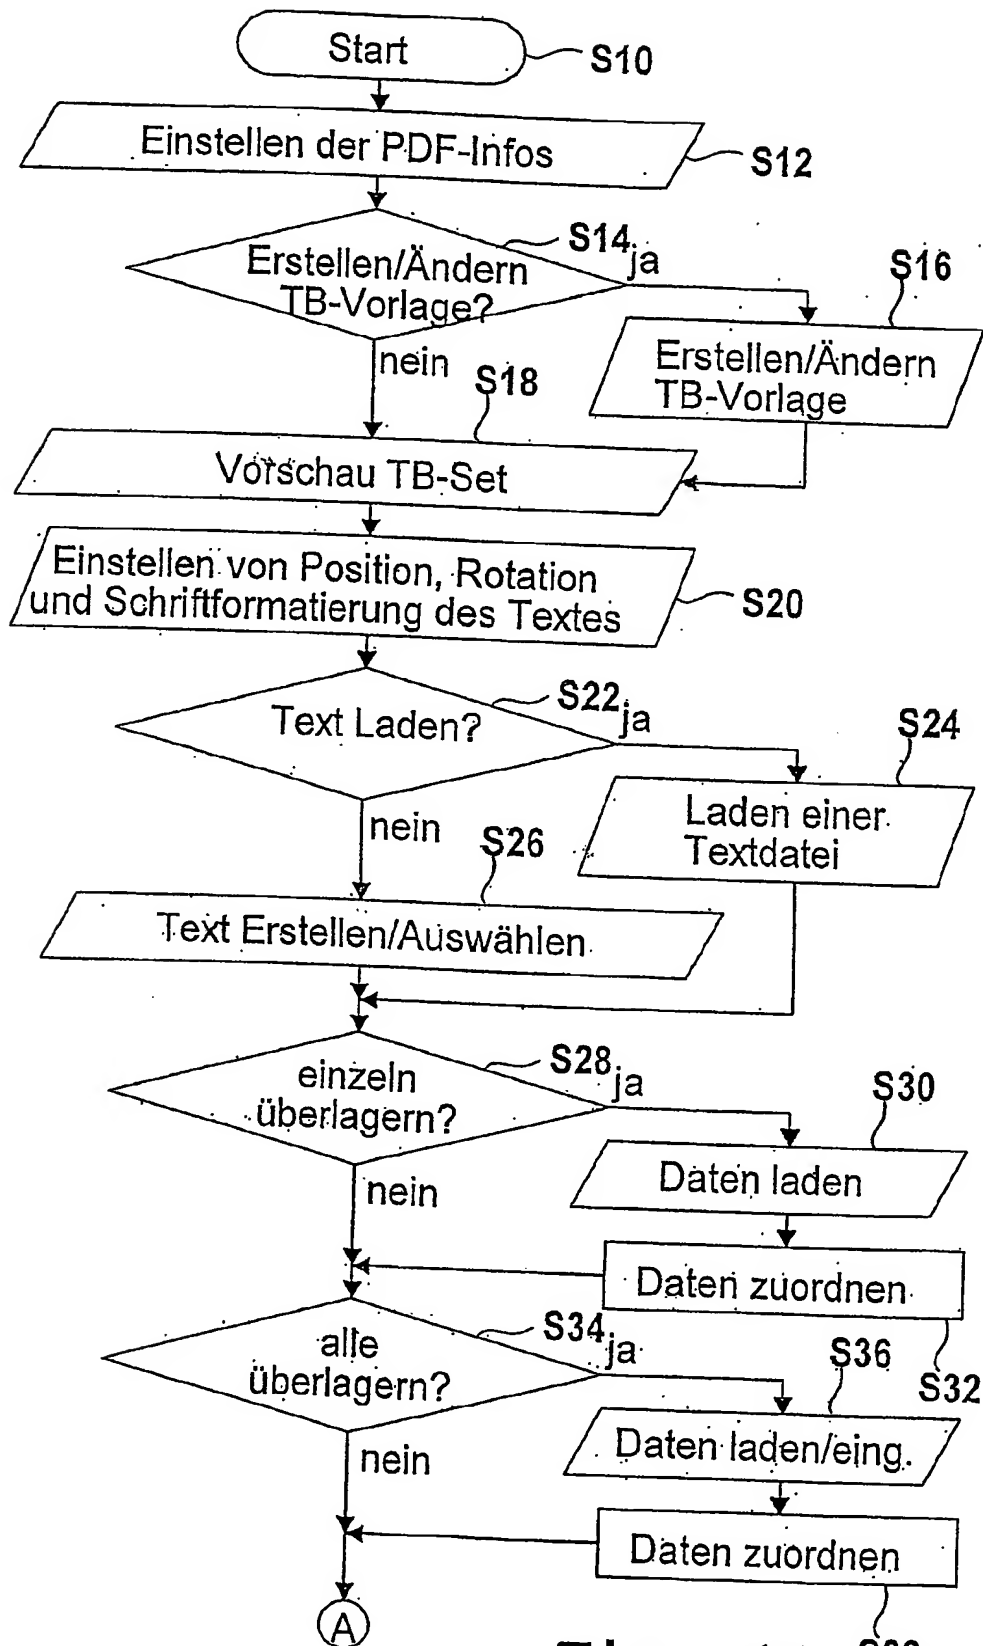 Start
S10
Einstellen der PDF-Infos
S12
S14
Erstellen/Ändern
TB-Vorlage?
ja
nein
S16
Erstellen/Ändern
TB-Vorlage
S18
Vorschau TB-Set
Einstellen von Position, Rotation
und Schriftformatierung des Textes
S20
S22
Text Laden?
ja
nein
S24
Laden einer
Textdatei
S26
Text Erstellen/Auswählen
S28
einzeln
überlagern?
ja
nein
S30
Daten laden
Daten zuordnen
S32
S34
alle
überlagern?
ja
nein
S36
Daten laden/eing.
Daten zuordnen
A